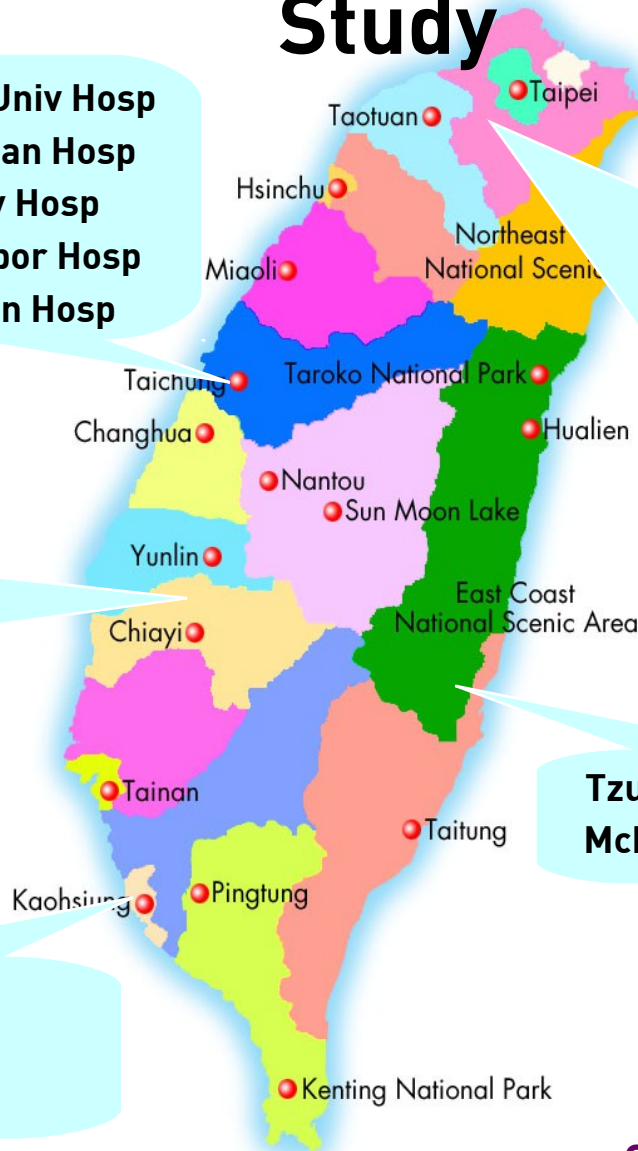 Study
Univ Hosp
an Hosp
Hosp
Hosp
n Hosp
Taipei
Taotuan
Hsinchu
Northeast
National Scenic
Miaoli
Taichung
Taroko National Park
Changhua
Hualien
Nantou
Sun Moon Lake
Yunlin
East Coast
National Scenic Area
Chiayi
Tzu
Tainan
Taitung
Kaohsiung
Pingtung
Kenting National Park